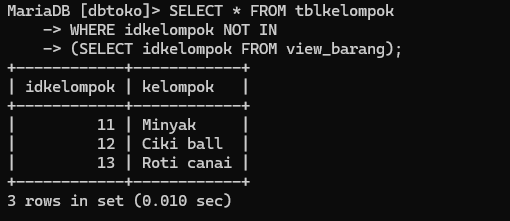 MariaDB [dbtoko]> SELECT * FROM tblkelompok
    -> WHERE idkelompok NOT IN
    -> (SELECT idkelompok FROM view_barang);
+------------+------------+
| idkelompok | kelompok   |
+------------+------------+
|         11 | Minyak     |
|         12 | Ciki ball  |
|         13 | Roti canai |
+------------+------------+
3 rows in set (0.010 sec)